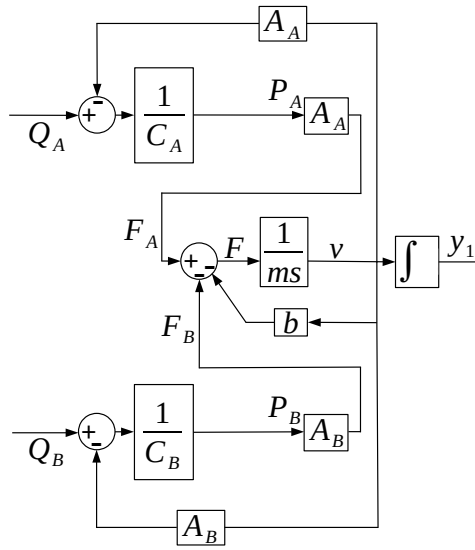 A_A
Q_A
+
-
1
C_A
P_A
A_A
F_A
+
-
-
F
1
ms
v
∫
y_1
b
F_B
Q_B
+
-
1
C_B
P_B
A_B
A_B